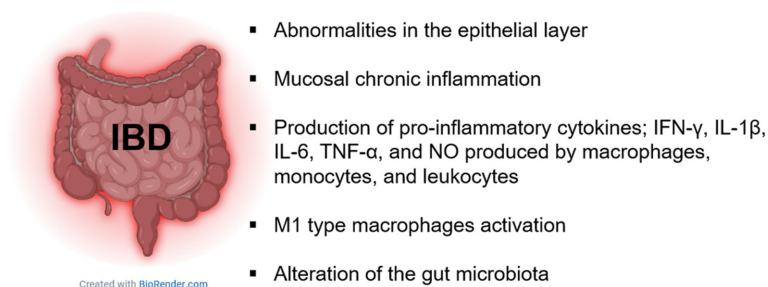 IBD
▪ Abnormalities in the epithelial layer
▪ Mucosal chronic inflammation
▪ Production of pro-inflammatory cytokines; IFN-γ, IL-1β,
IL-6, TNF-α, and NO produced by macrophages,
monocytes, and leukocytes
▪ M1 type macrophages activation
▪ Alteration of the gut microbiota
Created with BioRender.com